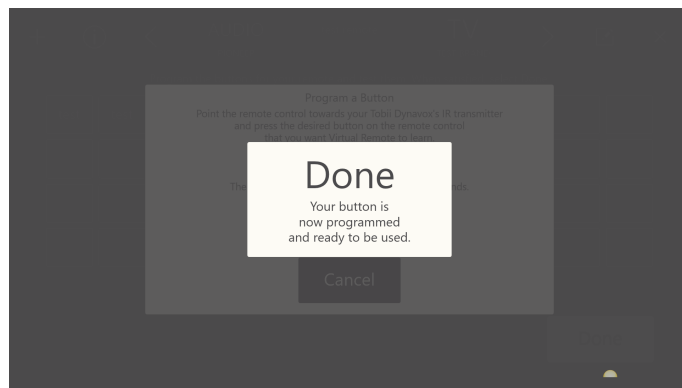 Program a Button
Point the remote control towards your Tobii Dynavox's IR transmitter
and press the desired button on the remote control
that you want Virtual Remote to learn.
The
nds.
Done
Your button is
now programmed
and ready to be used.
Cancel